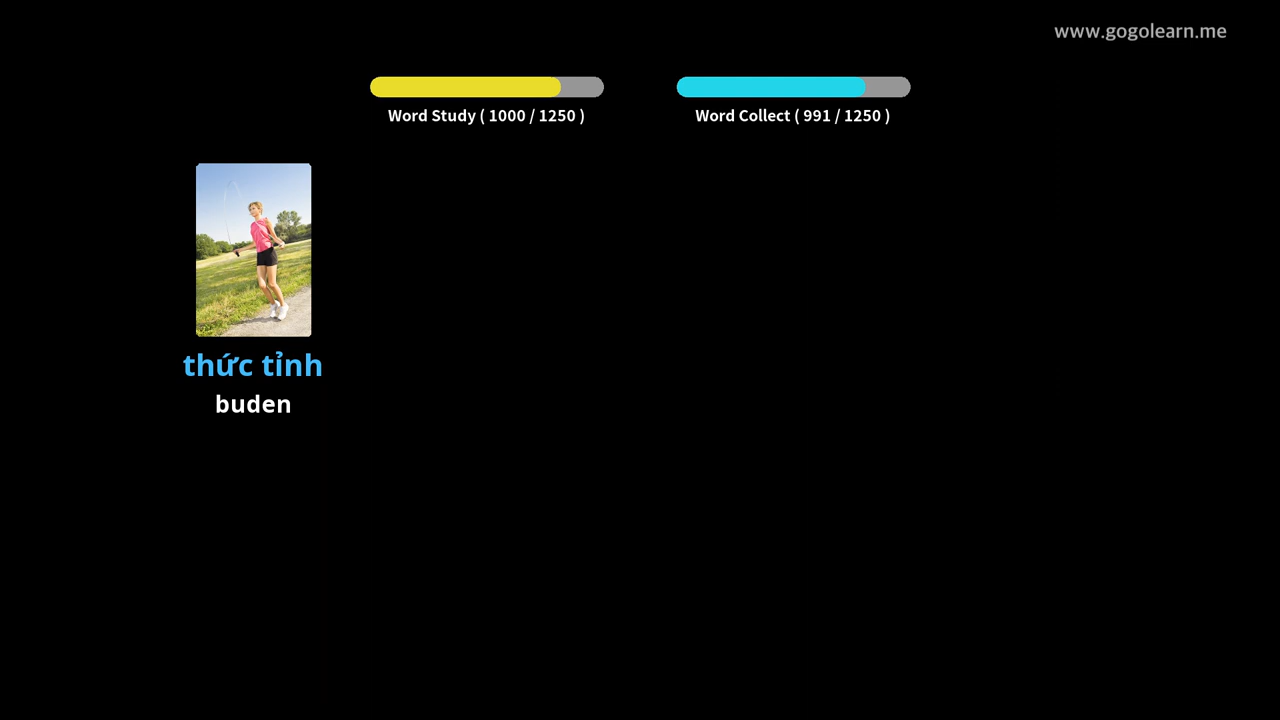 www.gogolearn.me
Word Study ( 1000 / 1250 )
Word Collect ( 991 / 1250 )
thức tỉnh
buden